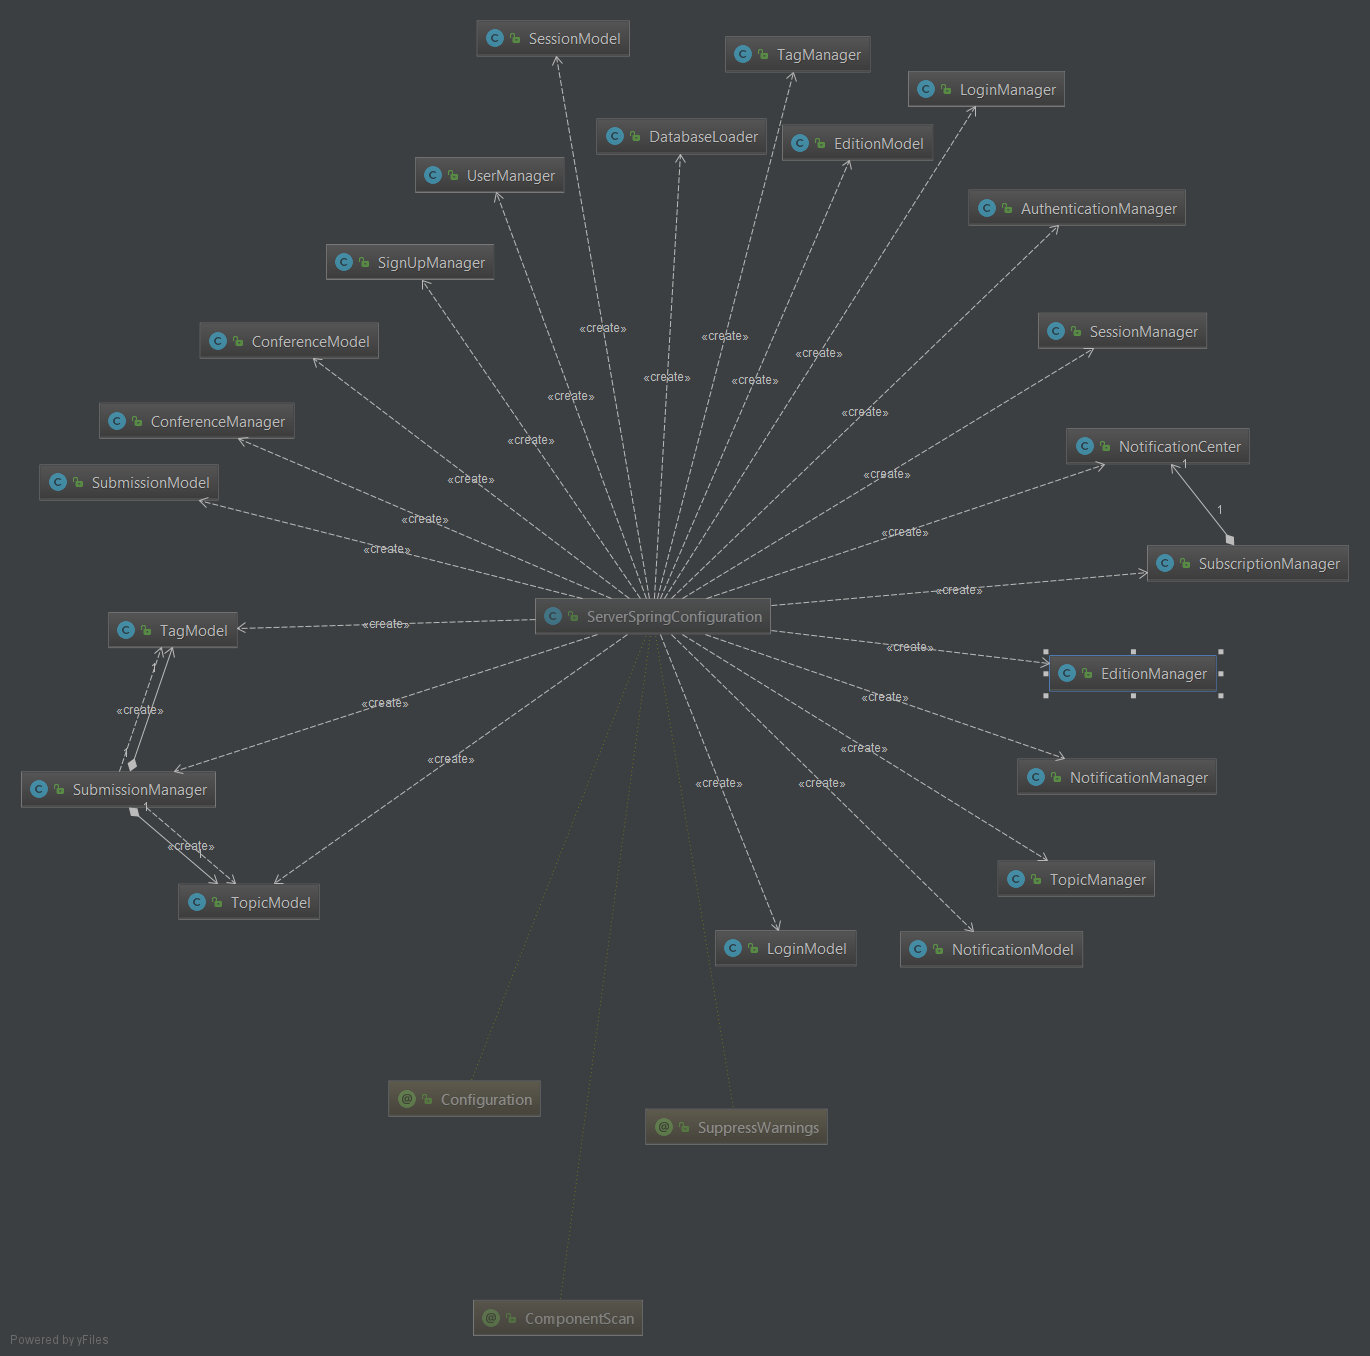 SessionModel
TagManager
LoginManager
DatabaseLoader
EditionModel
UserManager
AuthenticationManager
SignUpManager
SessionManager
ConferenceModel
«create»
«create»
«create»
«create»
«create»
«create»
ConferenceManager
«create»
«create»
NotificationCenter
1
«create»
«create»
SubmissionModel
1
«create»
«create»
«create»
SubscriptionManager
«create»
ServerSpringConfiguration
TagModel
«create»
«create»
1
EditionManager
«create»
«create»
«create»
1
«create»
«create»
NotificationManager
«create»
«create»
SubmissionManager
1
«create»
1
TopicManager
TopicModel
LoginModel
NotificationModel
Configuration
SuppressWarnings
ComponentScan
Powered by yFiles